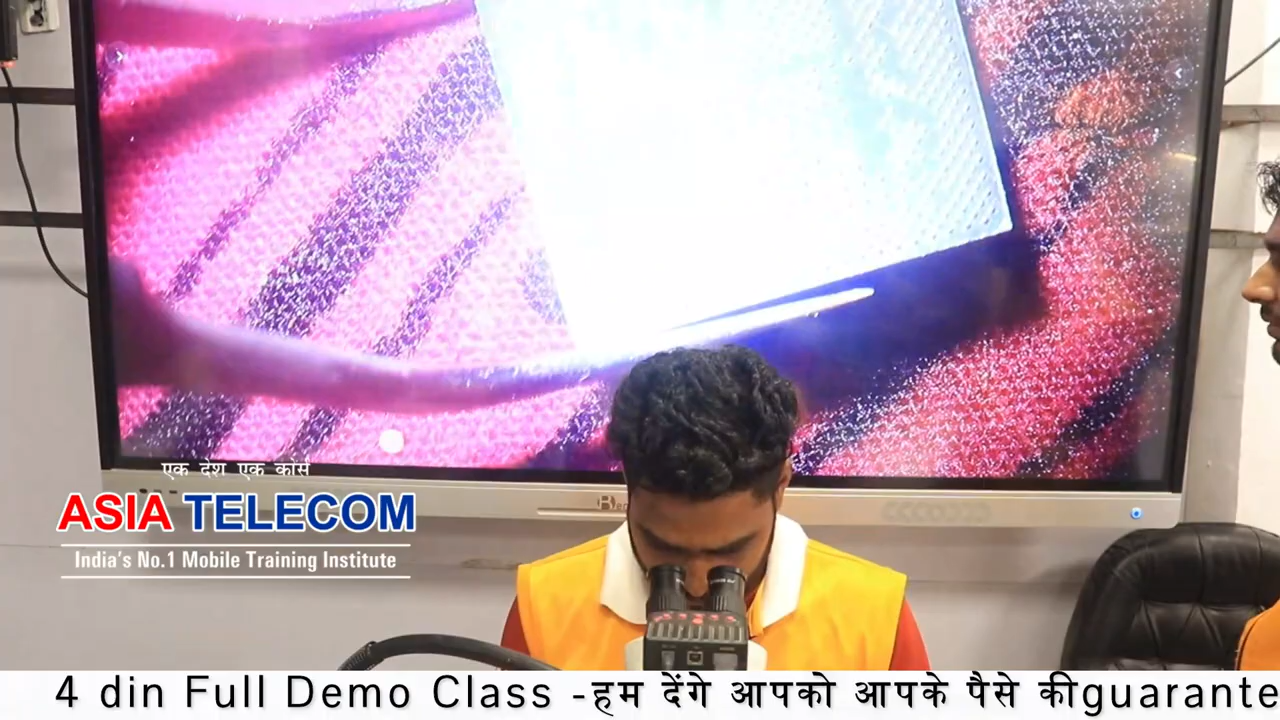 एक देश एक कोर्स
ASIA TELECOM
India's No.1 Mobile Training Institute
4 din Full Demo Class -हम देंगे आपको आपके पैसे कीguarante